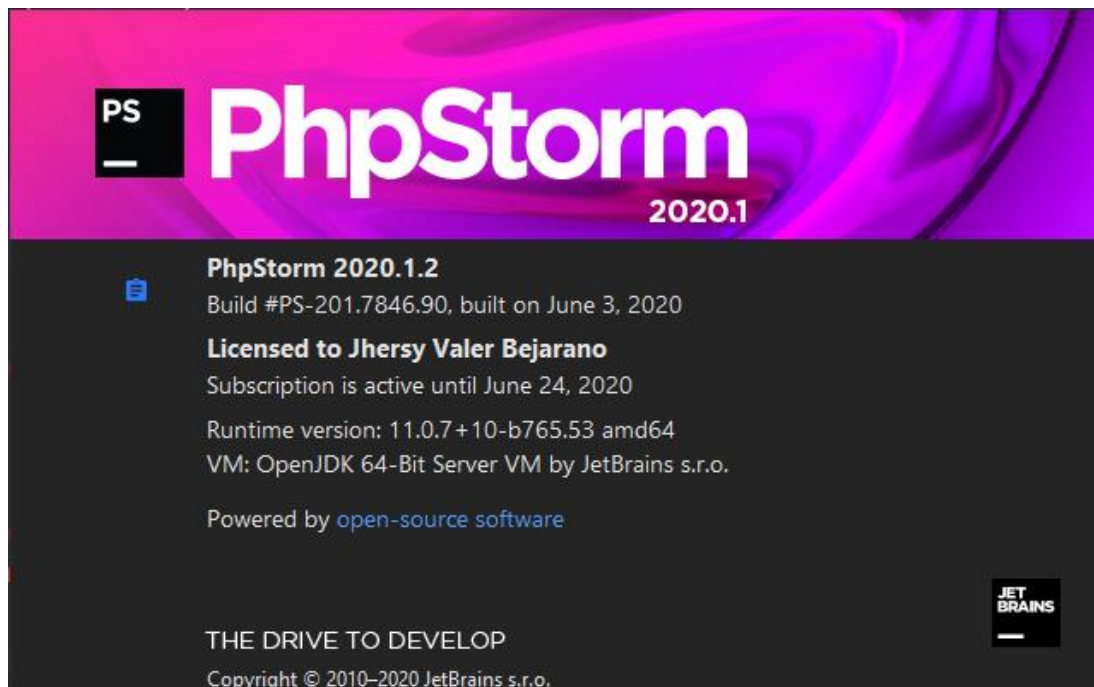 PS
PhpStorm
2020.1
PhpStorm 2020.1.2
Build #PS-201.7846.90, built on June 3, 2020
Licensed to Jhersy Valer Bejarano
Subscription is active until June 24, 2020
Runtime version: 11.0.7+10-b765.53 amd64
VM: OpenJDK 64-Bit Server VM by JetBrains s.r.o.
Powered by open-source software
JET
BRAINS
THE DRIVE TO DEVELOP
Copyright © 2010–2020 JetBrains s.r.o.